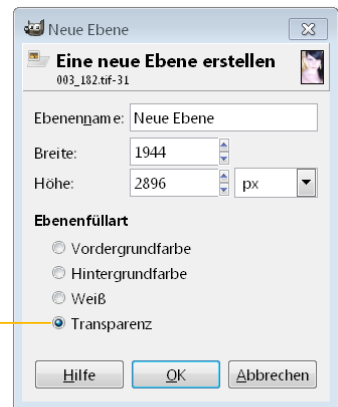 Neue Ebene
Eine neue Ebene erstellen
003_182.tif-31
Ebenenname: Neue Ebene
Breite: 1944
Höhe: 2896 px
Ebenenfüllart
Vordergrundfarbe
Hintergrundfarbe
Weiß
Transparenz
Hilfe OK Abbrechen